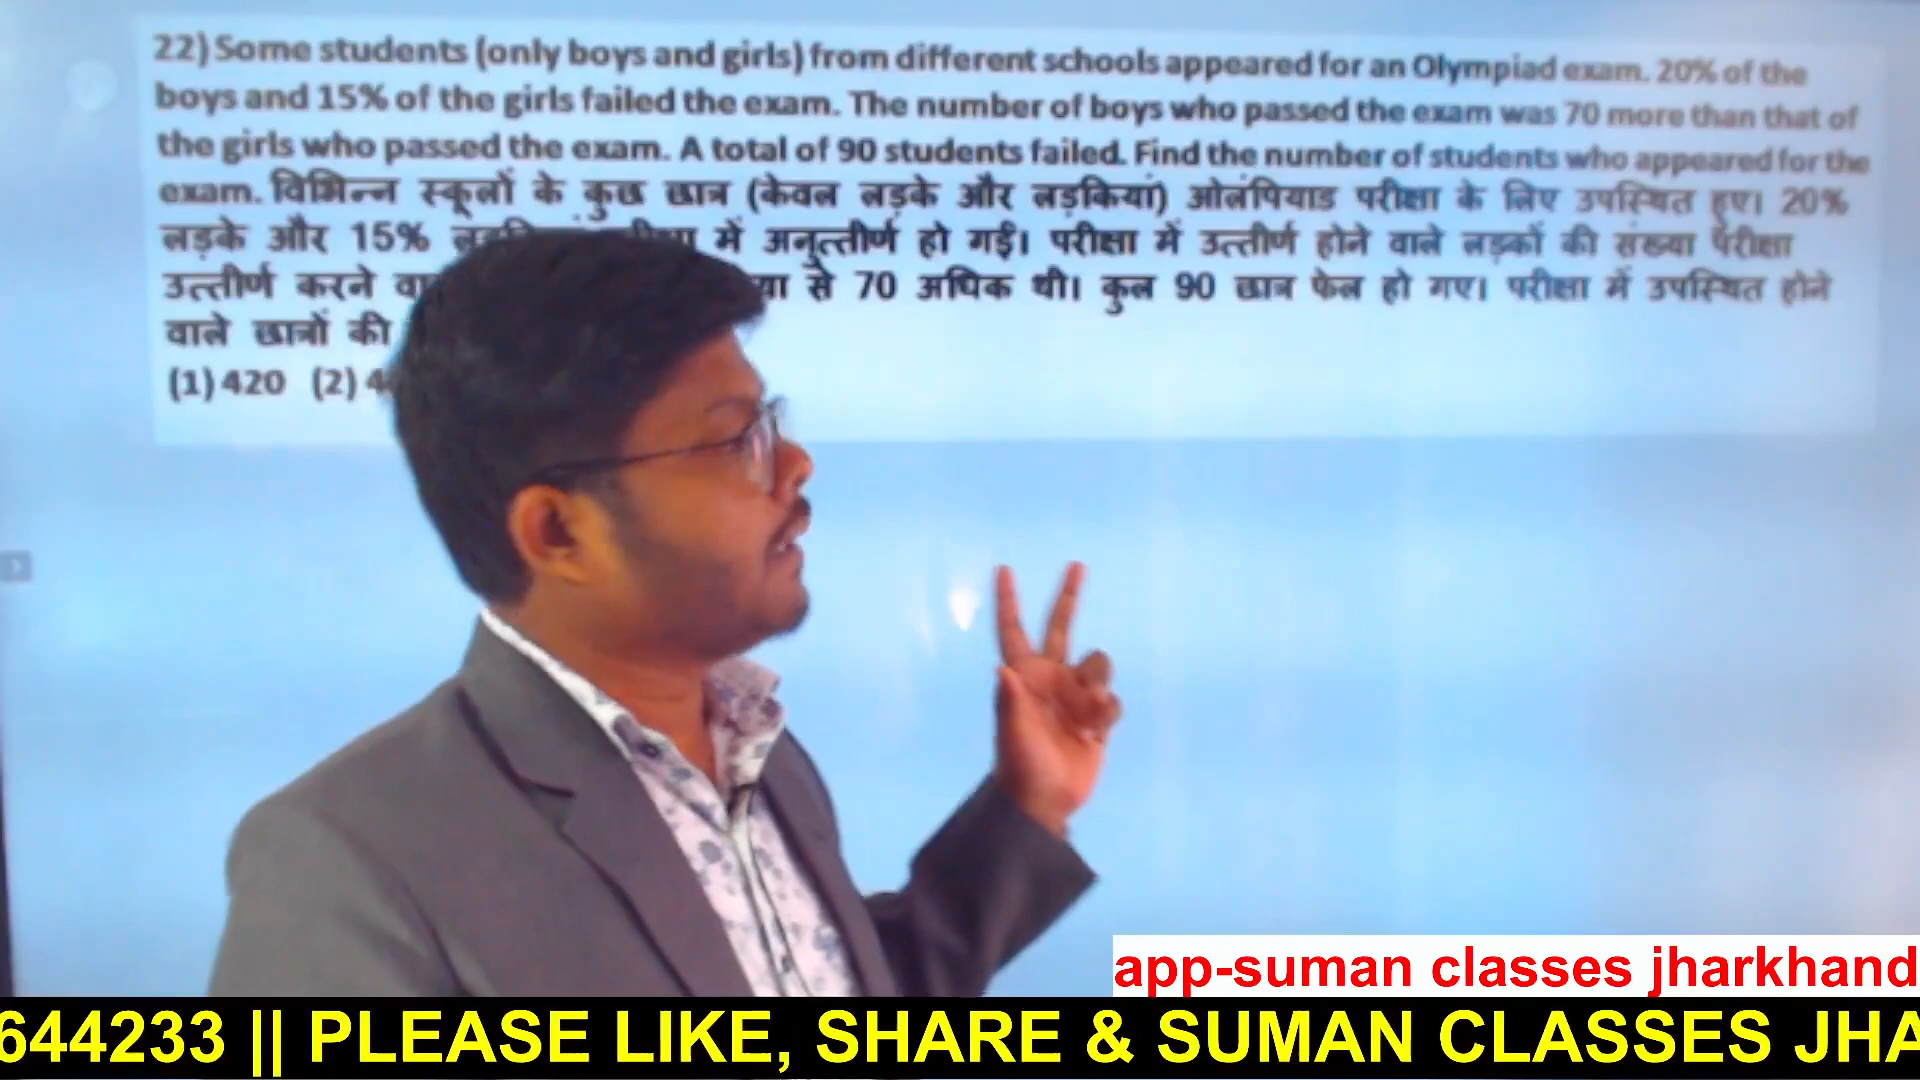 22) Some students (only boys and girls) from different schools appeared for an Olympiad exam. 20% of the
boys and 15% of the girls failed the exam. The number of boys who passed the exam was 70 more than that of
the girls who passed the exam. A total of 90 students failed. Find the number of students who appeared for the
exam. विभिन्न स्कूलों के कुछ छात्र (केवल लड़के और लड़कियां) ओलंपियाड परीक्षा के लिए उपस्थित हुए। 20%
लड़के और 15% में अनुत्तीर्ण हो गई। परीक्षा में उत्तीर्ण होने वाले लड़कों की संख्या परीक्षा
उत्तीर्ण करने से 70 अधिक थी। कुल 90 छात्र फेल हो गए। परीक्षा में उपस्थित होने
वाले छात्रों की
(1) 420 (2)
app-suman classes jharkhand
644233 || PLEASE LIKE, SHARE & SUMAN CLASSES JHA